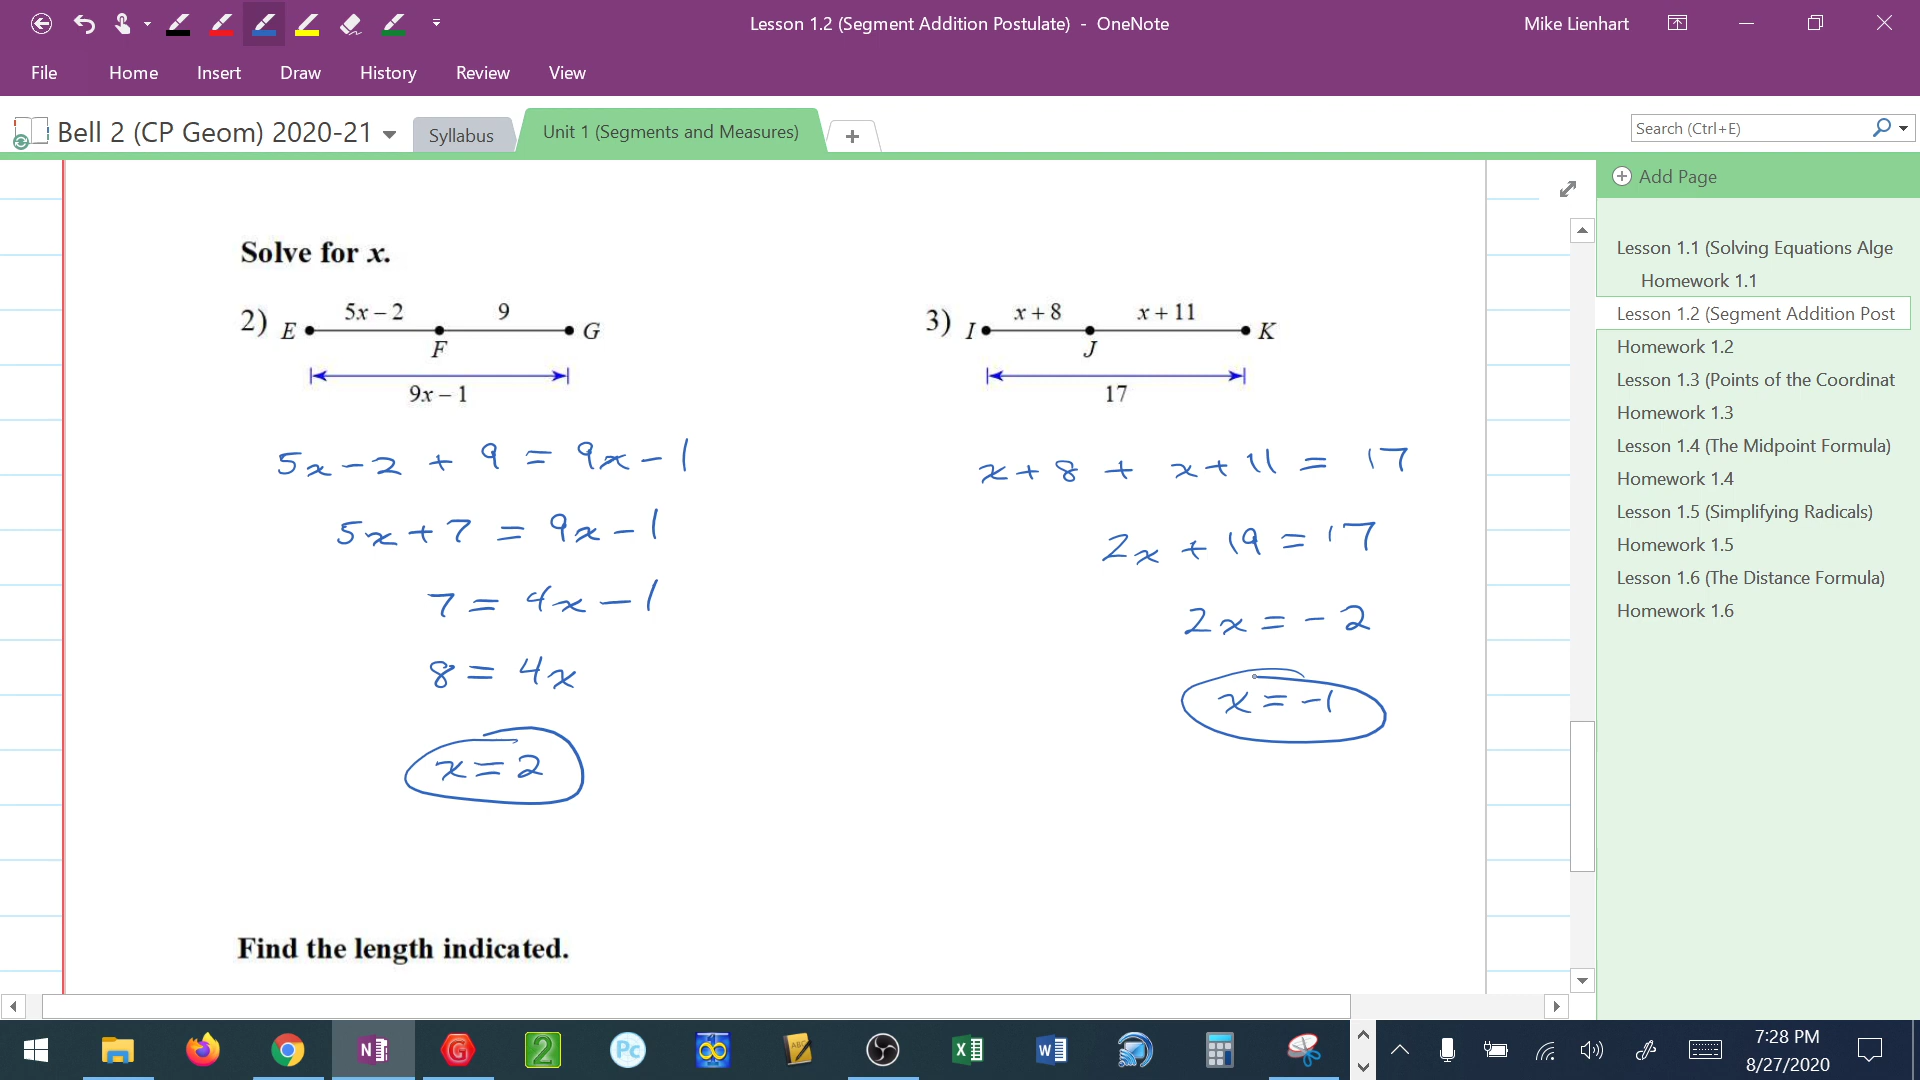 Lesson 1.2 (Segment Addition Postulate) - OneNote
Mike Lienhart
File Home Insert Draw History Review View
Bell 2 (CP Geom) 2020-21
Syllabus
Unit 1 (Segments and Measures)
+
Search (Ctrl+E)
Add Page
Lesson 1.1 (Solving Equations Alge
Homework 1.1
Lesson 1.2 (Segment Addition Post
Homework 1.2
Lesson 1.3 (Points of the Coordinat
Homework 1.3
Lesson 1.4 (The Midpoint Formula)
Homework 1.4
Lesson 1.5 (Simplifying Radicals)
Homework 1.5
Lesson 1.6 (The Distance Formula)
Homework 1.6
Solve for x.
2) E 5x – 2 F 9 G
9x – 1
5x - 2 + 9 = 9x - 1
5x + 7 = 9x - 1
7 = 4x - 1
8 = 4x
x = 2
3) I x + 8 J x + 11 K
17
x + 8 + x + 11 = 17
2x + 19 = 17
2x = -2
x = -1
Find the length indicated.
N
G
2
Pc
ABC
X
W
7:28 PM
8/27/2020